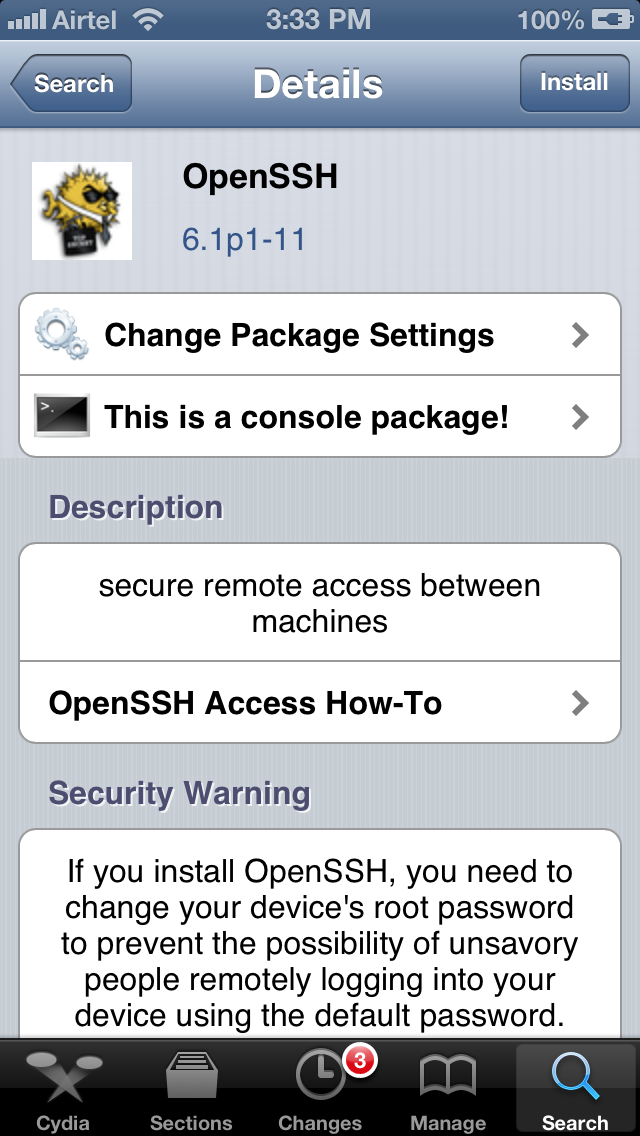 Airtel 3:33 PM 100%
Search Details Install
OpenSSH
6.1p1-11
TOP SECRET
Change Package Settings
>.
This is a console package!
Description
secure remote access between
machines
OpenSSH Access How-To
Security Warning
If you install OpenSSH, you need to
change your device's root password
to prevent the possibility of unsavory
people remotely logging into your
device using the default password.
3
Cydia Sections Changes Manage Search